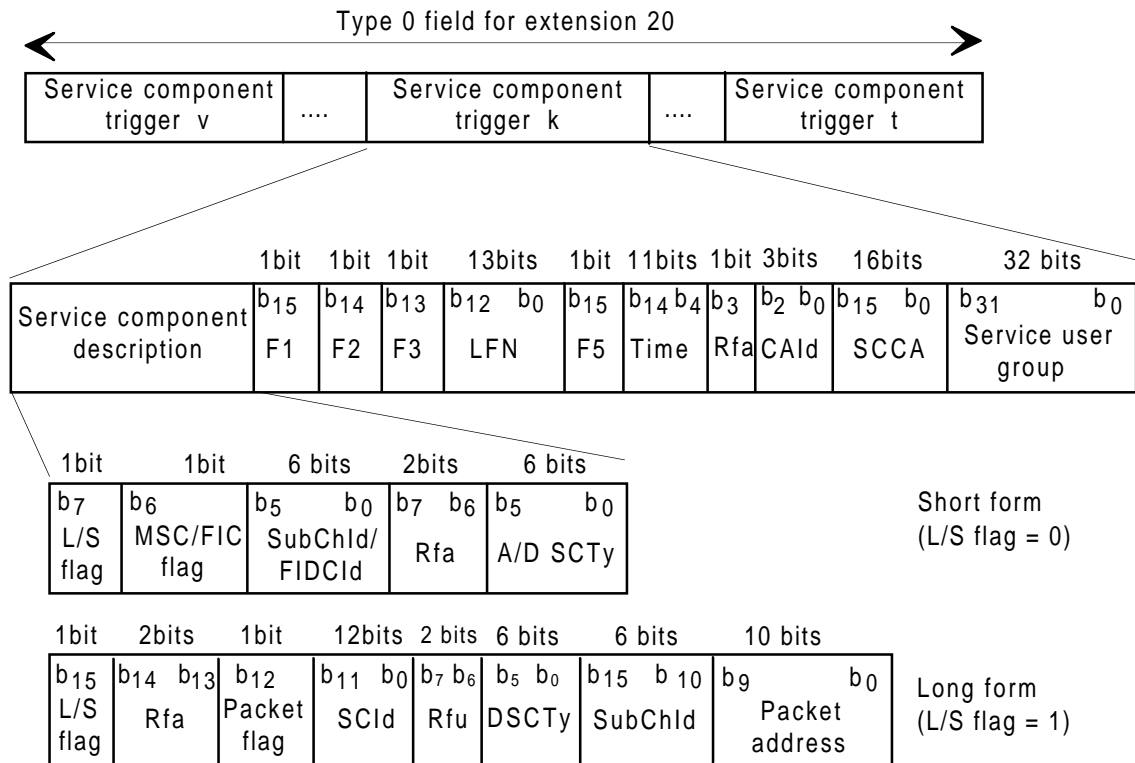 Type 0 field for extension 20
Service component trigger v .... Service component trigger k .... Service component trigger t
1bit 1bit 1bit 13bits 1bit 11bits 1bit 3bits 16bits 32 bits
Service component description
b15 F1
b14 F2
b13 F3
b12 b0 LFN
b15 F5
b14 b4 Time
b3 Rfa
b2 b0 CAId
b15 b0 SCCA
b31 b0 Service user group
1bit 1bit 6 bits 2bits 6 bits
b7 L/S flag
b6 MSC/FIC flag
b5 b0 SubChId/ FIDCId
b7 b6 Rfa
b5 b0 A/D SCTy
Short form
(L/S flag = 0)
1bit 2bits 1bit 12bits 2 bits 6 bits 6 bits 10 bits
b15 L/S flag
b14 b13 Rfa
b12 Packet flag
b11 b0 SCId
b7 b6 Rfu
b5 b0 DSCTy
b15 b 10 SubChId
b9 b0 Packet address
Long form
(L/S flag = 1)